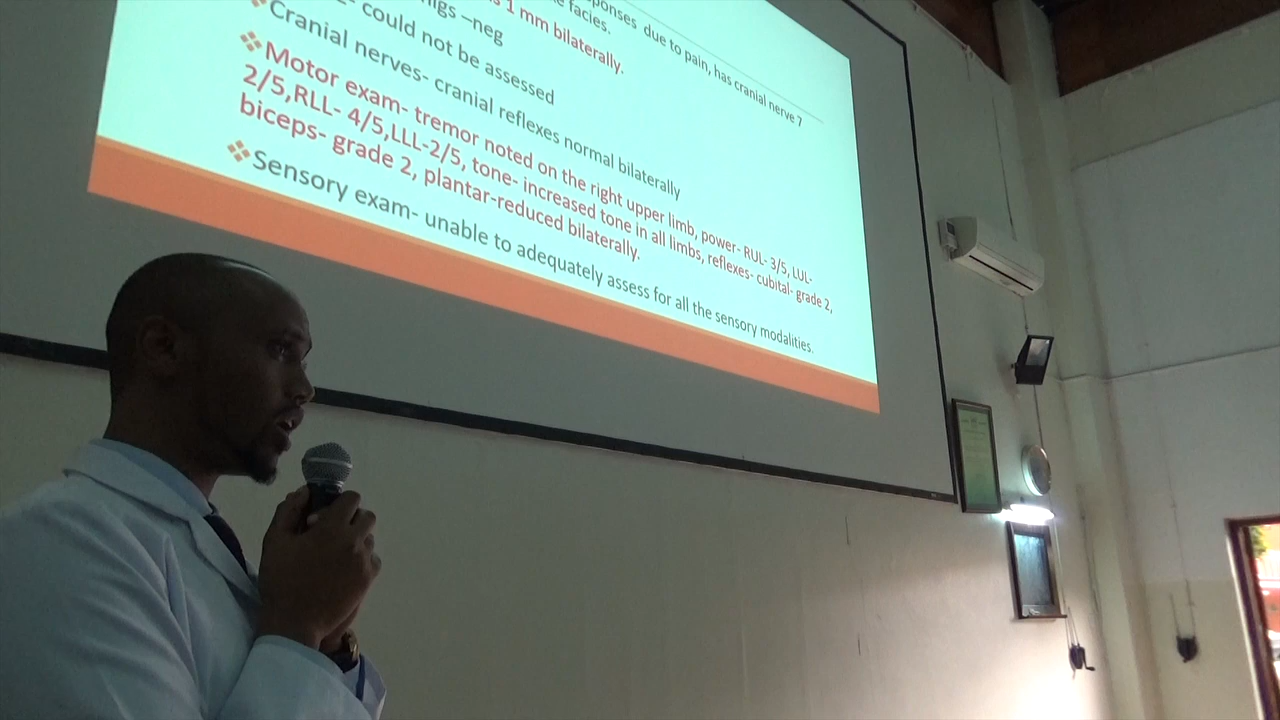 sponses due to pain, has cranial nerve 7
facies.
1 mm bilaterally.
–neg
could not be assessed
Cranial nerves- cranial reflexes normal bilaterally
Motor exam- tremor noted on the right upper limb, power- RUL- 3/5, LUL-
2/5,RLL- 4/5,LLL-2/5, tone- increased tone in all limbs, reflexes- cubital- grade 2,
biceps- grade 2, plantar-reduced bilaterally.
Sensory exam- unable to adequately assess for all the sensory modalities.